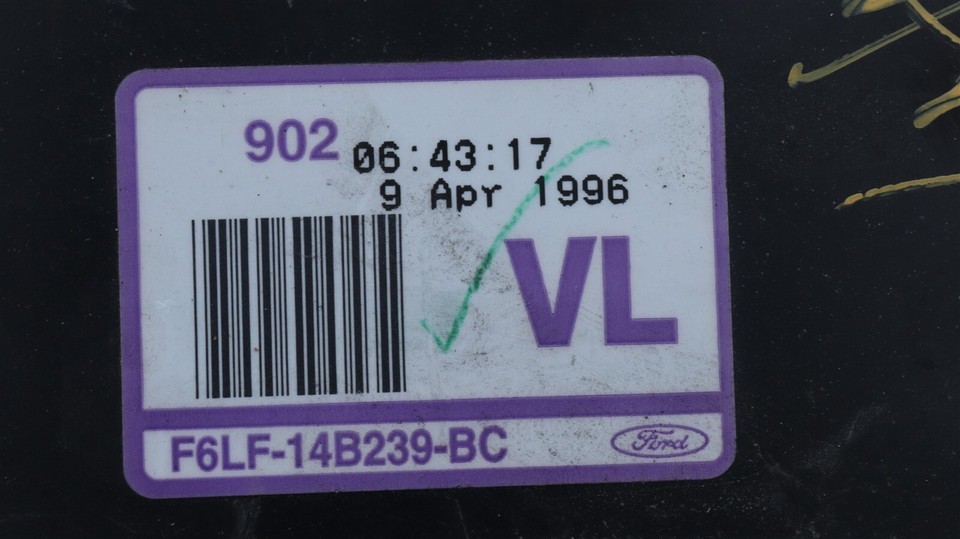 902
06:43:17
9 Apr 1996
VL
F6LF-14B239-BC
Ford